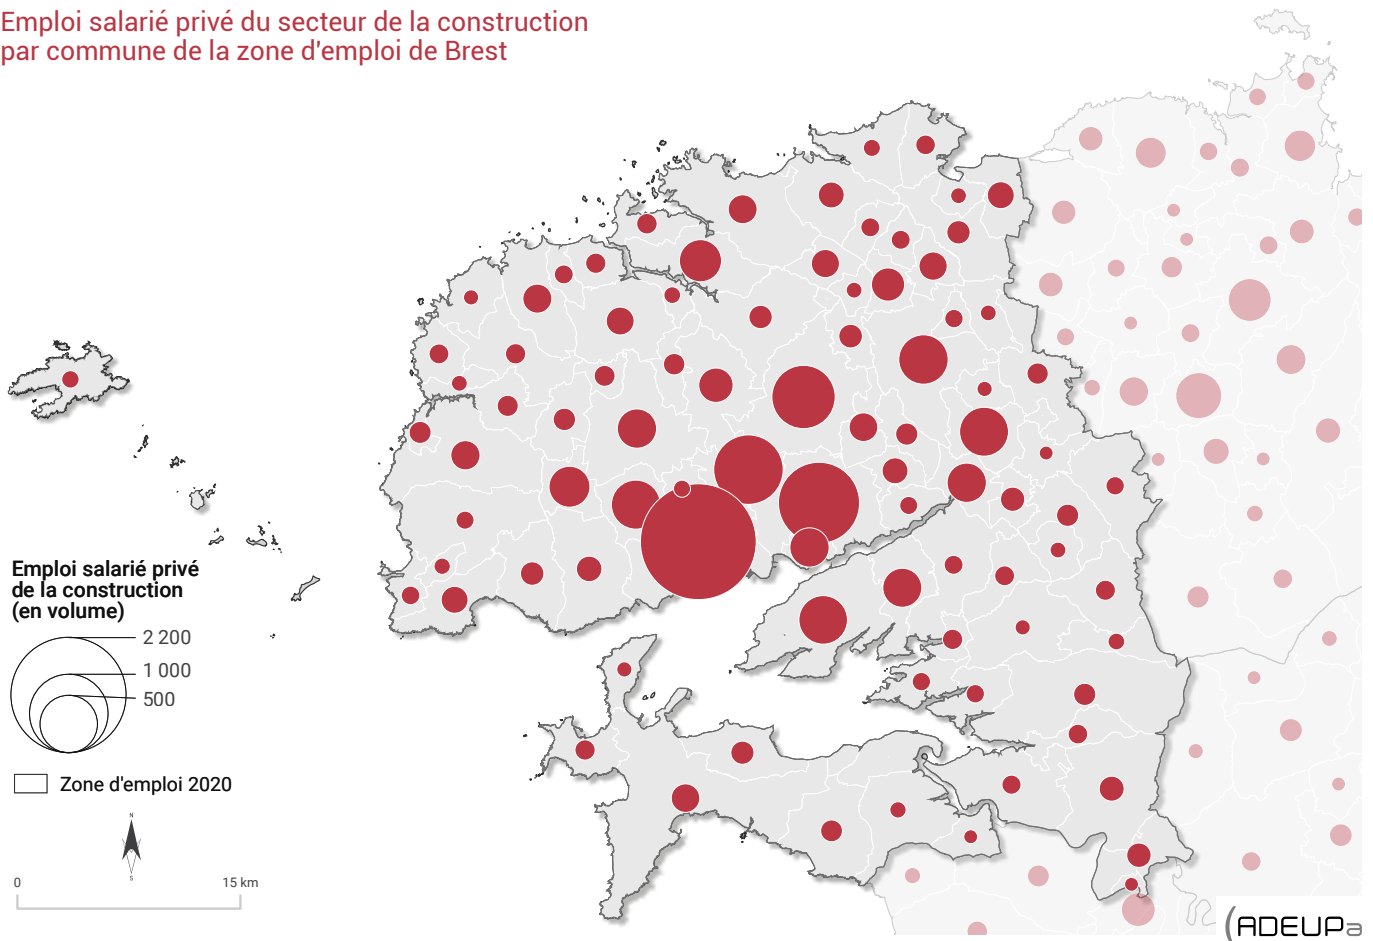 Emploi salarié privé du secteur de la construction
par commune de la zone d'emploi de Brest
Emploi salarié privé
de la construction
(en volume)
2 200
1 000
500
Zone d'emploi 2020
N
S
0
15 km
ADEUPa